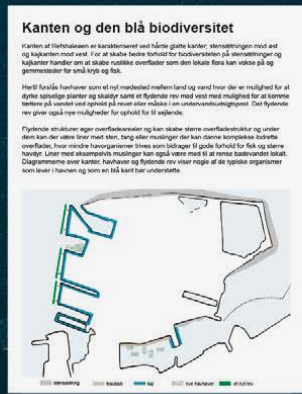 Kanten og den blå biodiversitet
Kanten af Refshaleøen er karakteriseret ved hårde glatte kanter; stensætningen mod øst
og kajkanten mod vest. For at skabe bedre forhold for biodiversiteten på stensætninger og
kajkanter handler om at skabe rustikke overflader som den lokale flora kan vokse på og
gemmesteder for små kryb og fisk.
Her til foreslås havhaver som et nyt mødested mellem land og vand hvor der er mulighed for at
dyrke spiselige planter og skaldyr samt et flydende rev mod vest med mulighed for at komme
tættere på vandet ved ophold på revet eller måske i en undervandsudsigtspost. Det flydende
rev giver også nye muligheder for ophold for til sejlende.
Flydende strukturer øger overfladearealer og kan skabe større overfladestruktur og under
dem kan der være liner med sten, tang eller muslinger der kan danne komplekse lodrette
overflader, hvor mindre havorganismer trives som bidrager til gode forhold for fisk og større
havdyr. Liner med eksempelvis muslinger kan også være med til at rense badevandet lokalt.
Diagrammerne over kanter, havhaver og flydende rev viser nogle af de typiske organismer
som lever i havnen og som en blå kant bør understøtte.
stensætning
kaj
nye havhaver